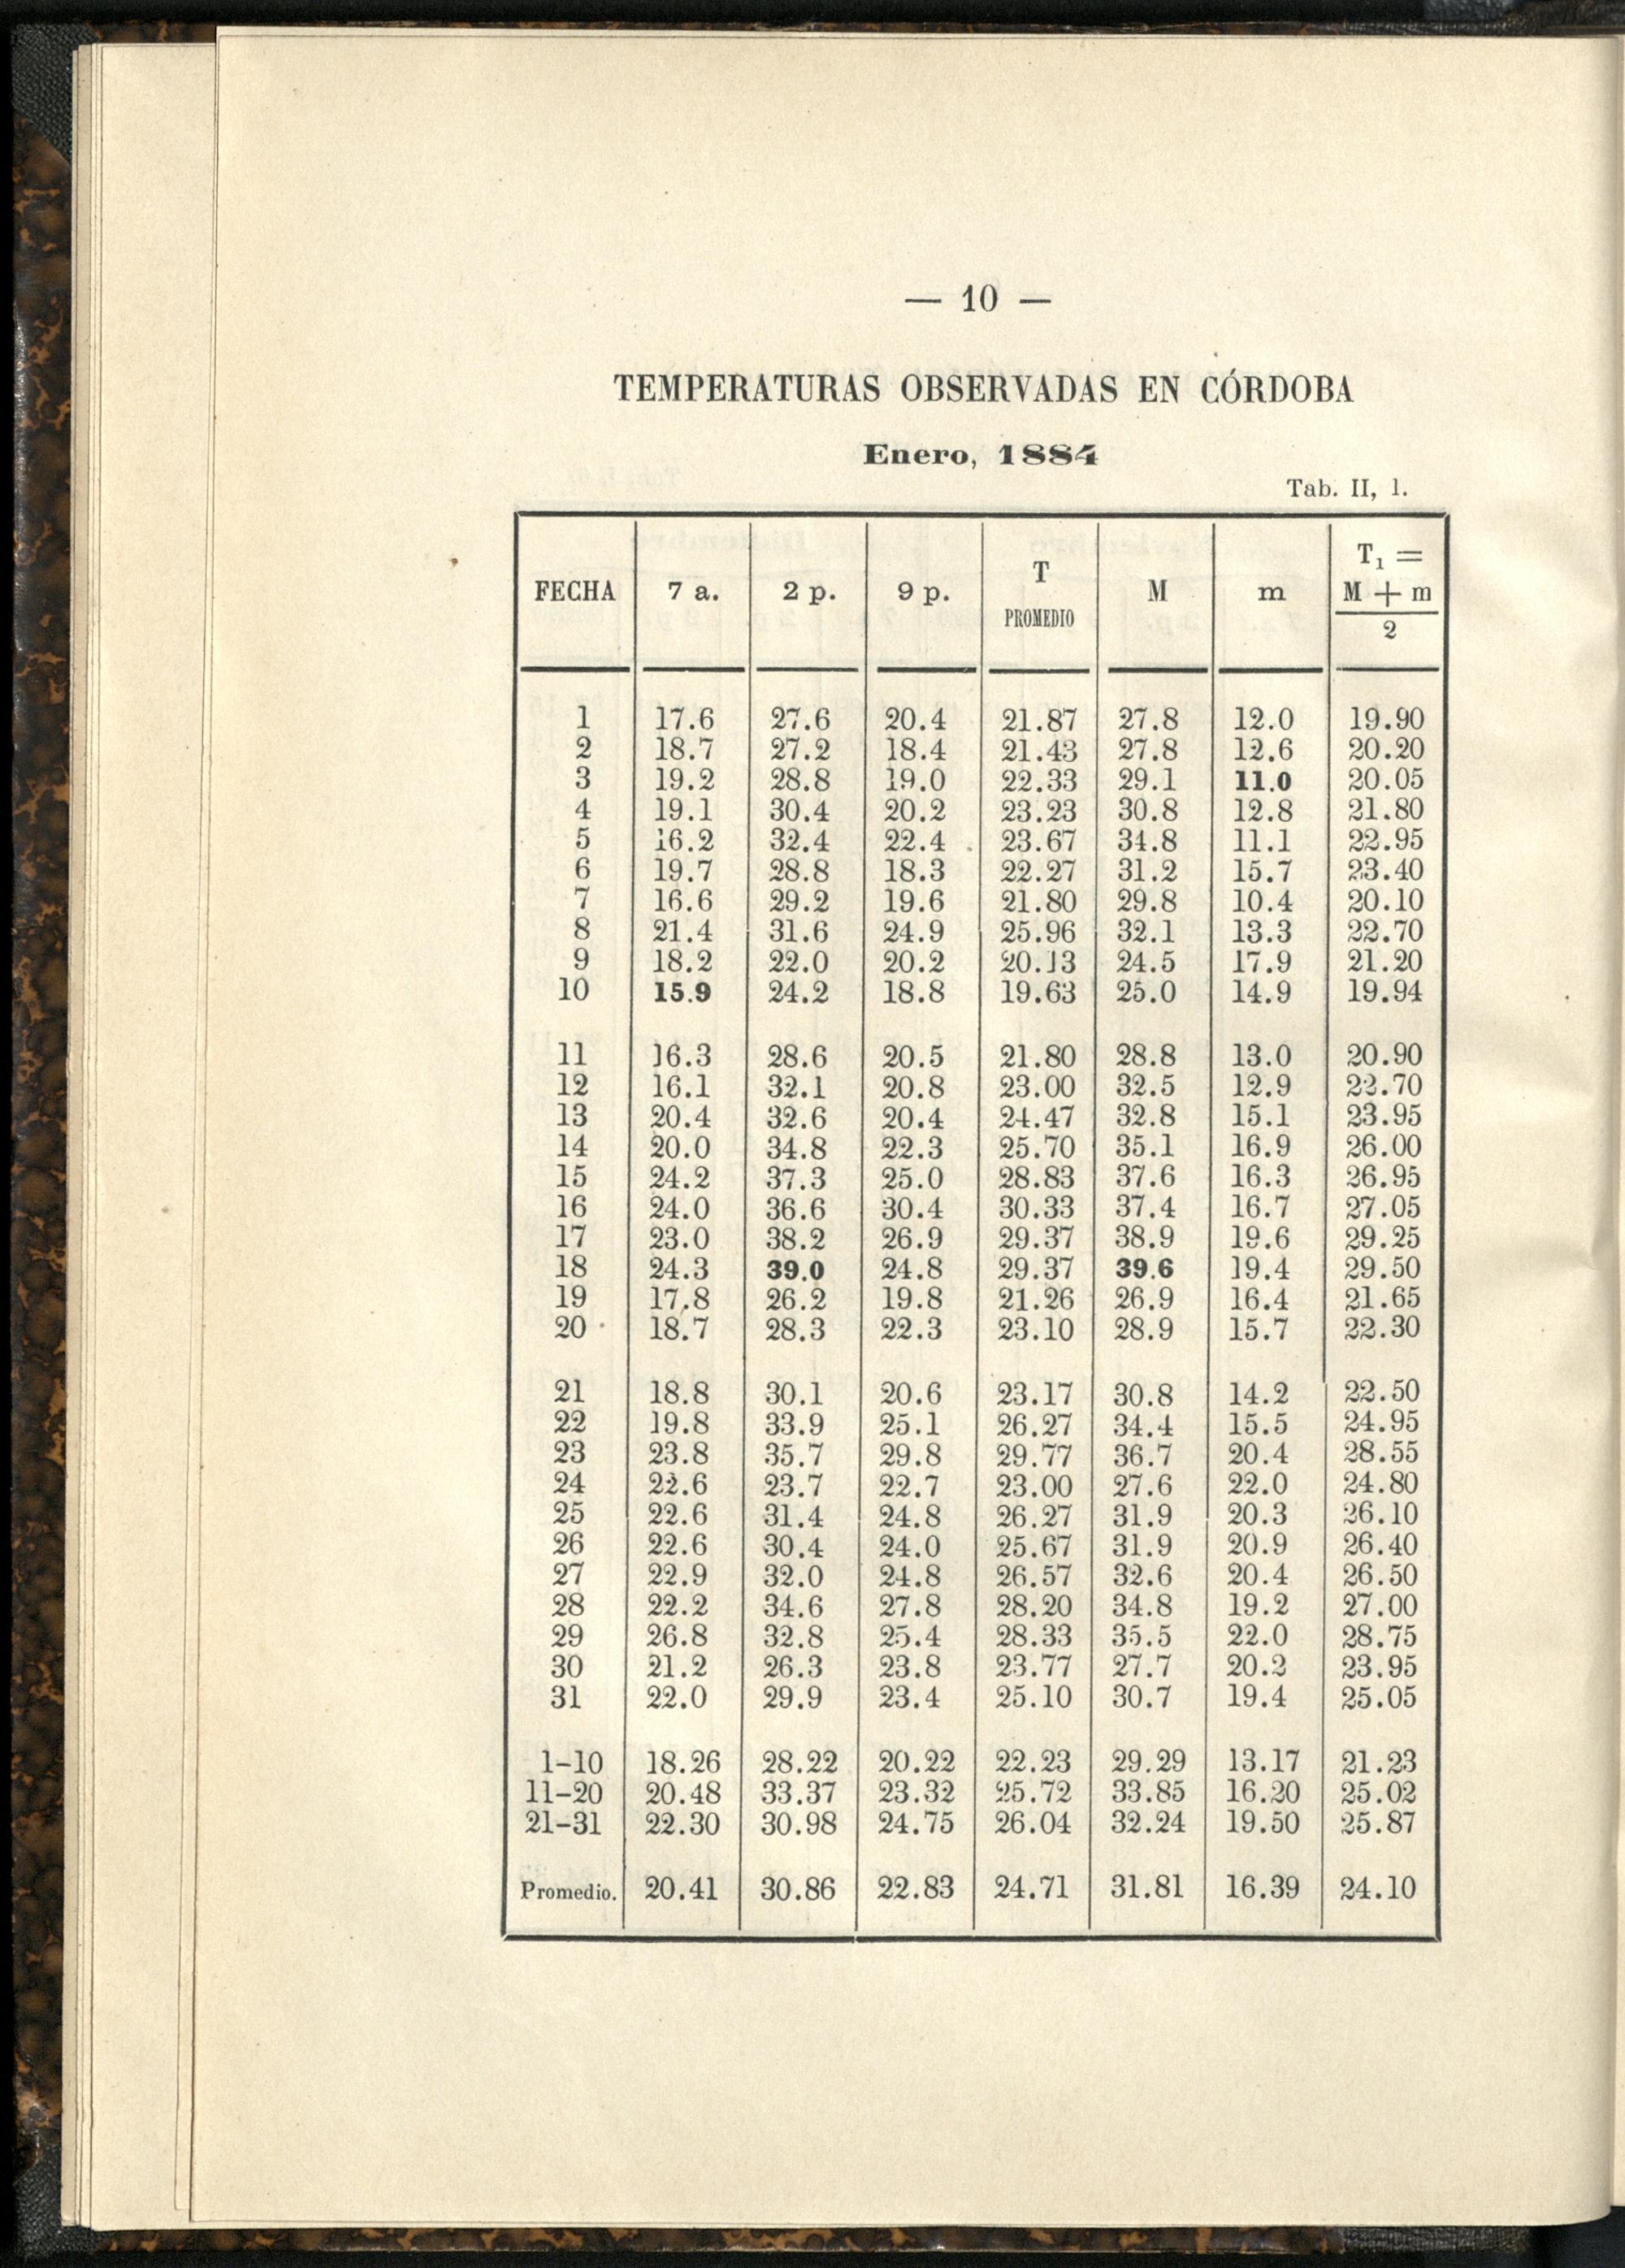 — 10 —
TEMPERATURAS OBSERVADAS EN CÓRDOBA
Enero, 1884
Tab. II, 1.
FECHA 7 a. 2 p. 9 p. T PROMEDIO M m T₁ = M + m / 2
1 17.6 27.6 20.4 21.87 27.8 12.0 19.90
2 18.7 27.2 18.4 21.43 27.8 12.6 20.20
3 19.2 28.8 19.0 22.33 29.1 11.0 20.05
4 19.1 30.4 20.2 23.23 30.8 12.8 21.80
5 16.2 32.4 22.4 23.67 34.8 11.1 22.95
6 19.7 28.8 18.3 22.27 31.2 15.7 23.40
7 16.6 29.2 19.6 21.80 29.8 10.4 20.10
8 21.4 31.6 24.9 25.96 32.1 13.3 22.70
9 18.2 22.0 20.2 20.13 24.5 17.9 21.20
10 15.9 24.2 18.8 19.63 25.0 14.9 19.94
11 16.3 28.6 20.5 21.80 28.8 13.0 20.90
12 16.1 32.1 20.8 23.00 32.5 12.9 22.70
13 20.4 32.6 20.4 24.47 32.8 15.1 23.95
14 20.0 34.8 22.3 25.70 35.1 16.9 26.00
15 24.2 37.3 25.0 28.83 37.6 16.3 26.95
16 24.0 36.6 30.4 30.33 37.4 16.7 27.05
17 23.0 38.2 26.9 29.37 38.9 19.6 29.25
18 24.3 39.0 24.8 29.37 39.6 19.4 29.50
19 17.8 26.2 19.8 21.26 26.9 16.4 21.65
20 18.7 28.3 22.3 23.10 28.9 15.7 22.30
21 18.8 30.1 20.6 23.17 30.8 14.2 22.50
22 19.8 33.9 25.1 26.27 34.4 15.5 24.95
23 23.8 35.7 29.8 29.77 36.7 20.4 28.55
24 22.6 23.7 22.7 23.00 27.6 22.0 24.80
25 22.6 31.4 24.8 26.27 31.9 20.3 26.10
26 22.6 30.4 24.0 25.67 31.9 20.9 26.40
27 22.9 32.0 24.8 26.57 32.6 20.4 26.50
28 22.2 34.6 27.8 28.20 34.8 19.2 27.00
29 26.8 32.8 25.4 28.33 35.5 22.0 28.75
30 21.2 26.3 23.8 23.77 27.7 20.2 23.95
31 22.0 29.9 23.4 25.10 30.7 19.4 25.05
1-10 18.26 28.22 20.22 22.23 29.29 13.17 21.23
11-20 20.48 33.37 23.32 25.72 33.85 16.20 25.02
21-31 22.30 30.98 24.75 26.04 32.24 19.50 25.87
Promedio. 20.41 30.86 22.83 24.71 31.81 16.39 24.10